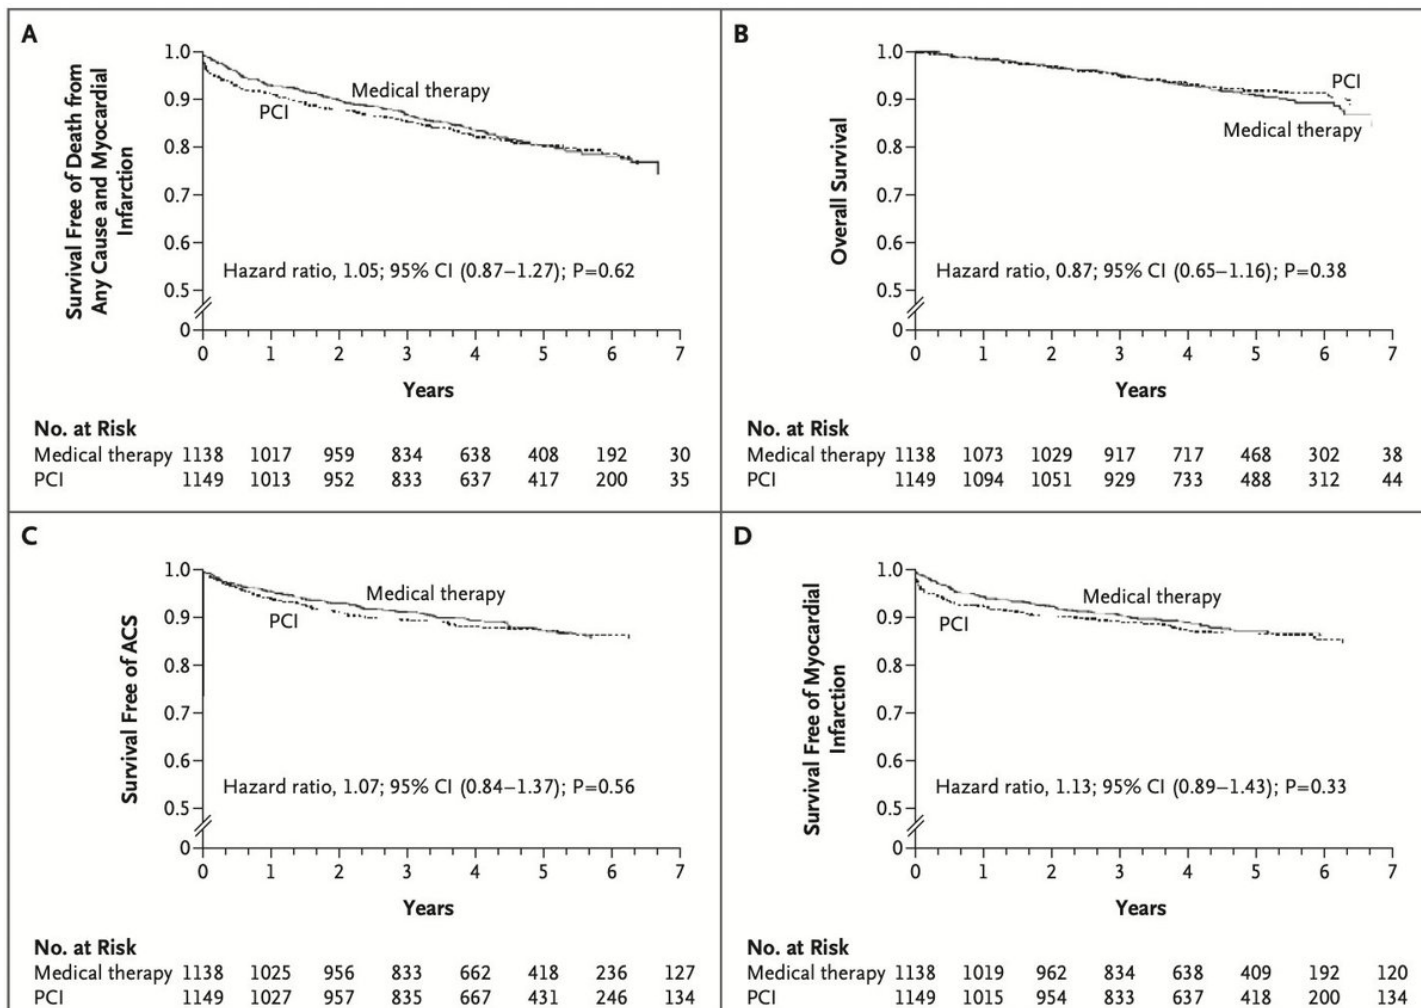 A
Survival Free of Death from
Any Cause and Myocardial
Infarction
1.0
0.9
0.8
0.7
0.6
0.5
0
Medical therapy
PCI
Hazard ratio, 1.05; 95% CI (0.87–1.27); P=0.62
0 1 2 3 4 5 6 7
Years
No. at Risk
Medical therapy 1138 1017 959 834 638 408 192 30
PCI 1149 1013 952 833 637 417 200 35
B
Overall Survival
1.0
0.9
0.8
0.7
0.6
0.5
0
PCI
Medical therapy
Hazard ratio, 0.87; 95% CI (0.65–1.16); P=0.38
0 1 2 3 4 5 6 7
Years
No. at Risk
Medical therapy 1138 1073 1029 917 717 468 302 38
PCI 1149 1094 1051 929 733 488 312 44
C
Survival Free of ACS
1.0
0.9
0.8
0.7
0.6
0.5
0
Medical therapy
PCI
Hazard ratio, 1.07; 95% CI (0.84–1.37); P=0.56
0 1 2 3 4 5 6 7
Years
No. at Risk
Medical therapy 1138 1025 956 833 662 418 236 127
PCI 1149 1027 957 835 667 431 246 134
D
Survival Free of Myocardial
Infarction
1.0
0.9
0.8
0.7
0.6
0.5
0
Medical therapy
PCI
Hazard ratio, 1.13; 95% CI (0.89–1.43); P=0.33
0 1 2 3 4 5 6 7
Years
No. at Risk
Medical therapy 1138 1019 962 834 638 409 192 120
PCI 1149 1015 954 833 637 418 200 134